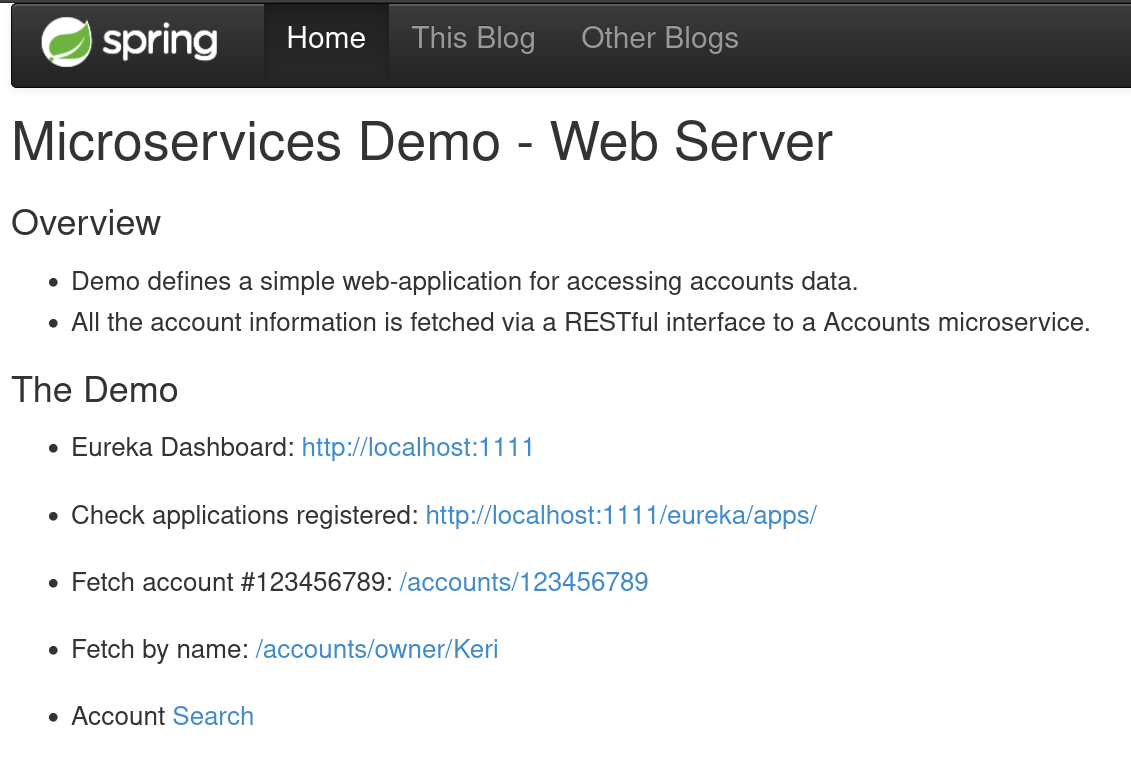 spring Home This Blog Other Blogs
Microservices Demo - Web Server
Overview
• Demo defines a simple web-application for accessing accounts data.
• All the account information is fetched via a RESTful interface to a Accounts microservice.
The Demo
• Eureka Dashboard: http://localhost:1111
• Check applications registered: http://localhost:1111/eureka/apps/
• Fetch account #123456789: /accounts/123456789
• Fetch by name: /accounts/owner/Keri
• Account Search